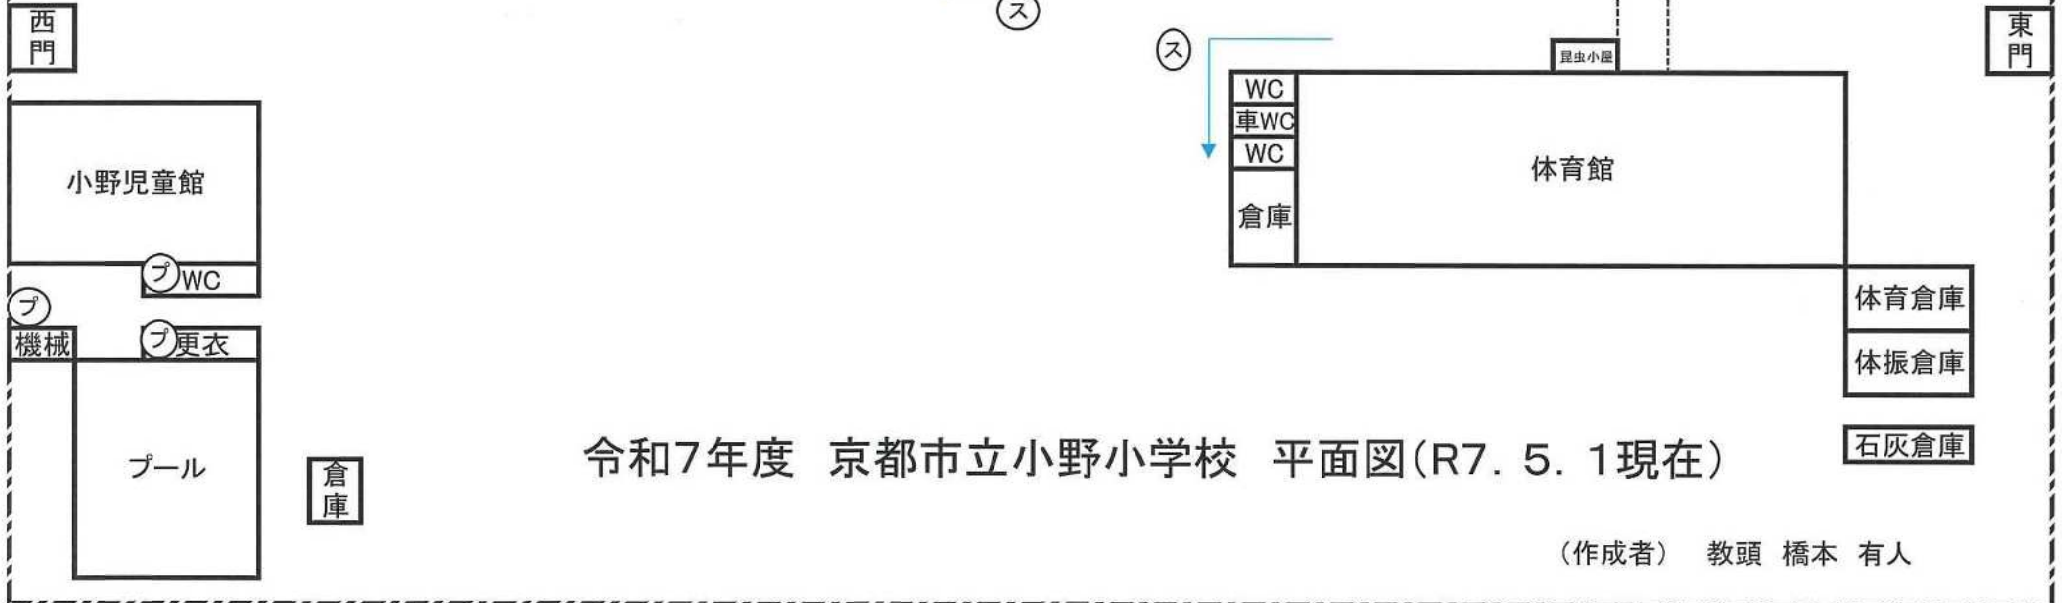 西門
ス
ス
昆虫小屋
東門
WC
車WC
WC
倉庫
体育館
小野児童館
プ WC
プ
機械
プ 更衣
プール
倉庫
体育倉庫
体振倉庫
石灰倉庫
令和7年度 京都市立小野小学校 平面図(R7. 5. 1現在)
(作成者) 教頭 橋本 有人